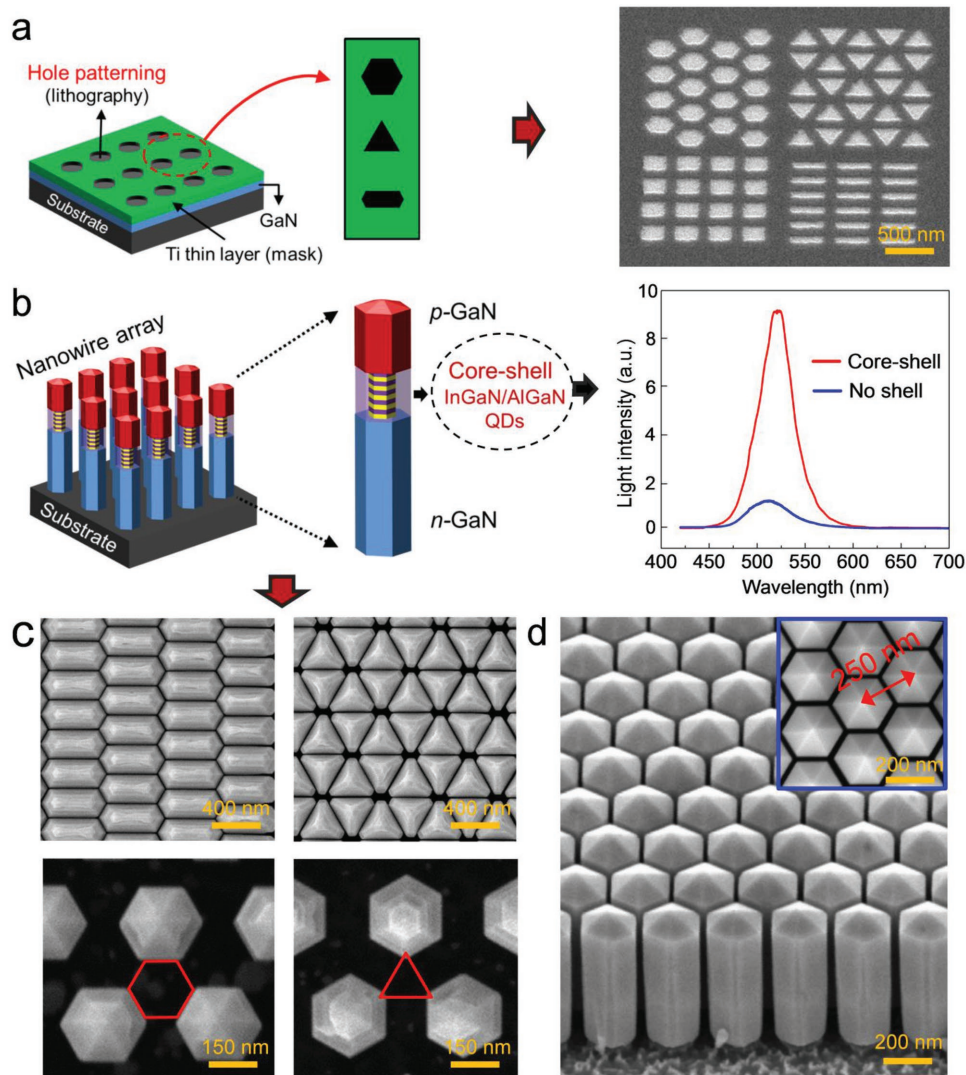 a
Hole patterning
(lithography)
Substrate
GaN
Ti thin layer (mask)
500 nm
b
Nanowire array
Substrate
p-GaN
Core-shell
InGaN/AlGaN
QDs
n-GaN
Light intensity (a.u.)
10
8
6
4
2
0
Core-shell
No shell
400 450 500 550 600 650 700
Wavelength (nm)
c
400 nm
400 nm
150 nm
150 nm
d
250 nm
200 nm
200 nm